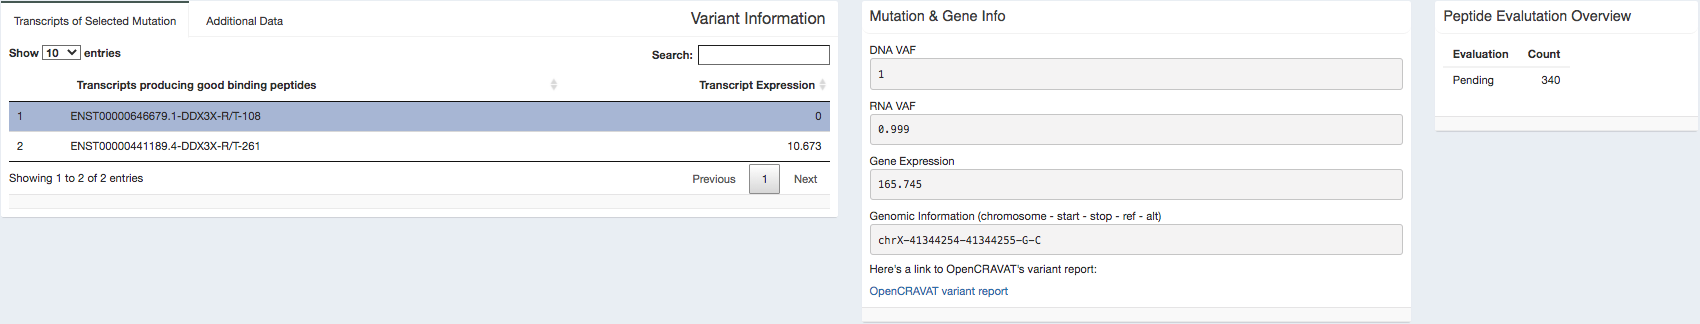 Transcripts of Selected Mutation
Additional Data
Variant Information
Show 10 entries
Search:
Transcripts producing good binding peptides
Transcript Expression
1 ENST00000646679.1-DDX3X-R/T-108 0
2 ENST00000441189.4-DDX3X-R/T-261 10.673
Showing 1 to 2 of 2 entries
Previous 1 Next
Mutation & Gene Info
DNA VAF
1
RNA VAF
0.999
Gene Expression
165.745
Genomic Information (chromosome - start - stop - ref - alt)
chrX-41344254-41344255-G-C
Here's a link to OpenCRAVAT's variant report:
OpenCRAVAT variant report
Peptide Evalutation Overview
Evaluation Count
Pending 340